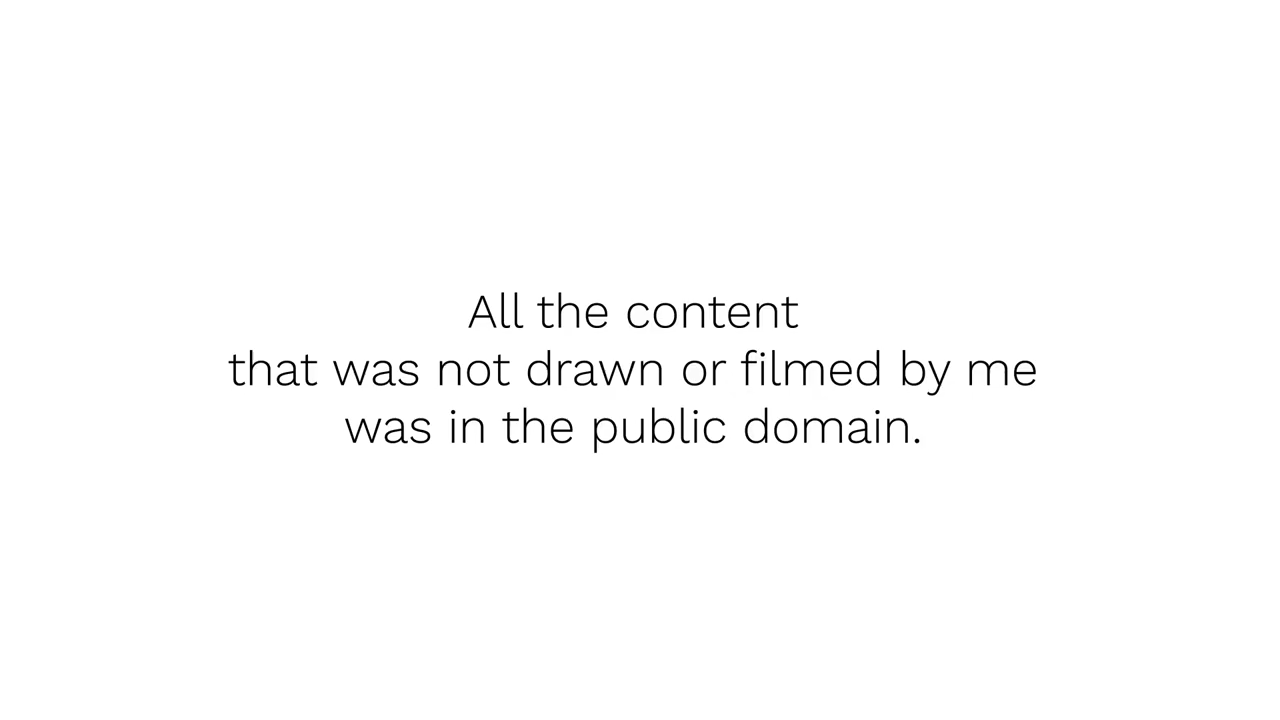 All the content
that was not drawn or filmed by me
was in the public domain.